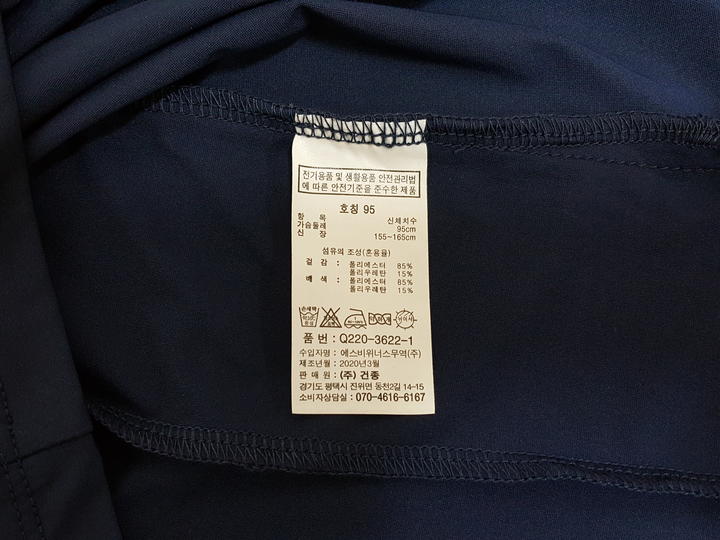 전기용품 및 생활용품 안전관리법
에 따른 안전기준을 준수한 제품
호칭 95
항 목 신체치수
가슴둘레 95cm
신 장 155~165cm
섬유의 조성(혼용율)
겉 감 : 폴리에스터 85%
폴리우레탄 15%
배 색 : 폴리에스터 85%
폴리우레탄 15%
손세탁
품 번 : Q220-3622-1
수입자명 : 에스비위너스무역(주)
제조년월 : 2020년3월
판 매 원 : (주) 건종
경기도 평택시 진위면 동천2길 14-15
소비자상담실 : 070-4616-6167